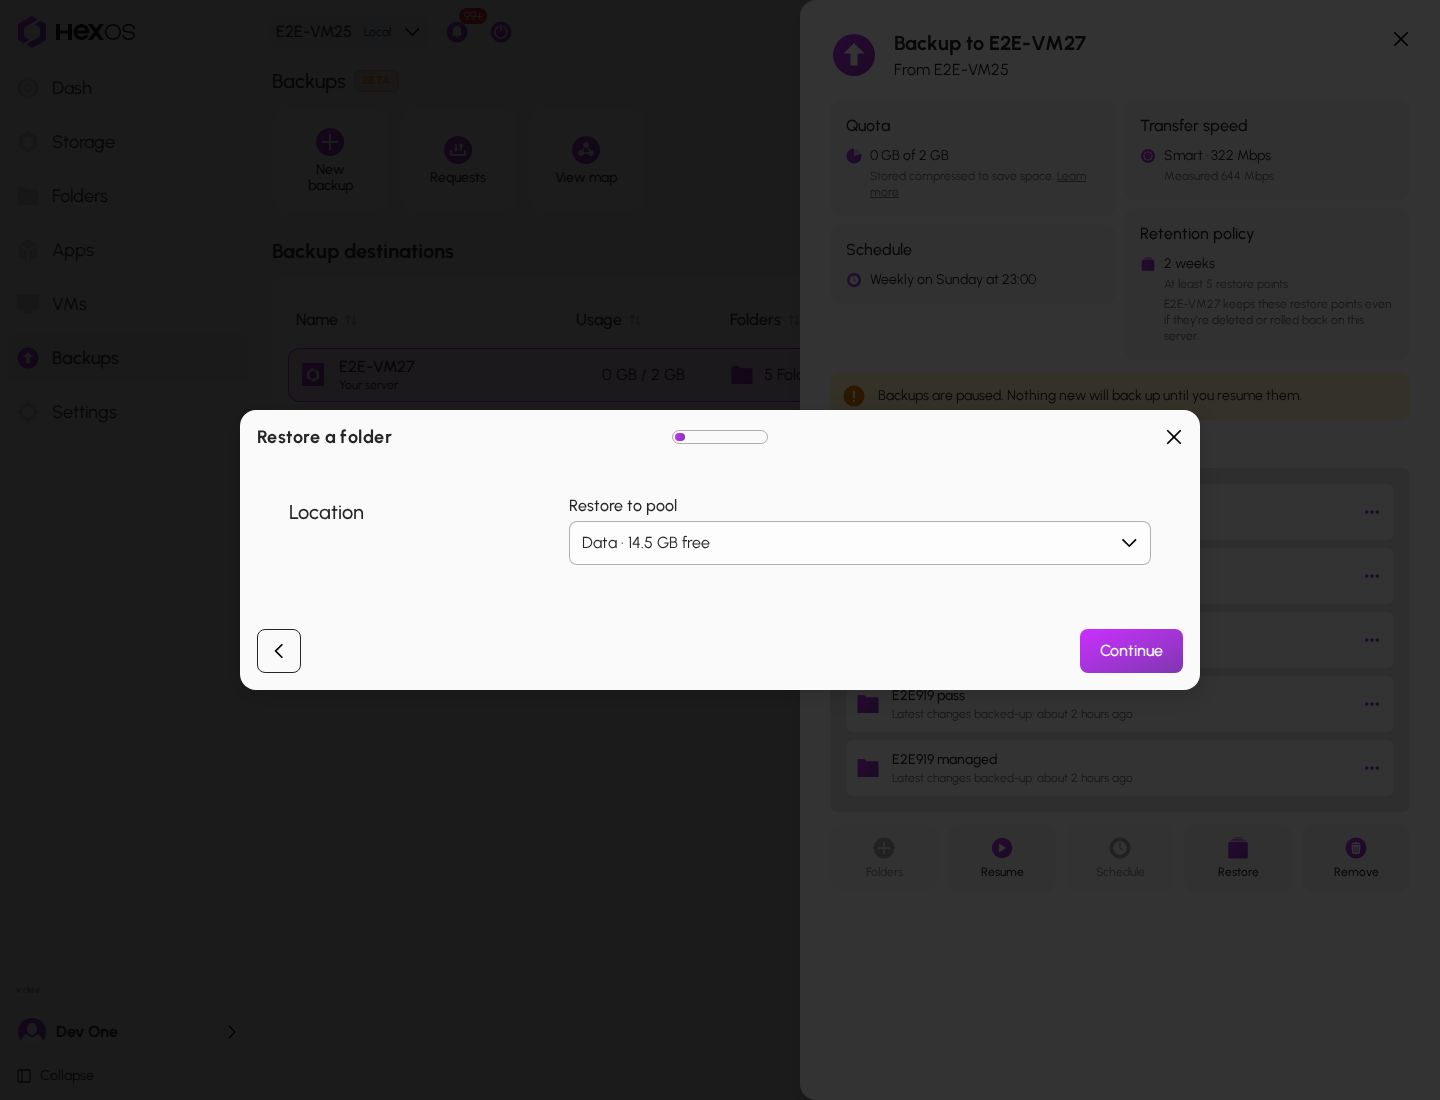 HEXOS
E2E-VM25 Local
99+
Dash
Storage
Folders
Apps
VMs
Backups
Settings
Backups BETA
New
backup
Requests
View map
Backup destinations
Name
Usage
Folders
E2E-VM27
Your server
0 GB / 2 GB
Backup to E2E-VM27
From E2E-VM25
Quota
0 GB of 2 GB
Stored compressed to save space. Learn
more
Schedule
Weekly on Sunday at 23:00
Transfer speed
Smart · 322 Mbps
Measured 644 Mbps
Retention policy
2 weeks
At least 5 restore points
E2E-VM27 keeps these restore points even
if they're deleted or rolled back on this
server.
Backups are paused. Nothing new will back up until you resume them.
Restore a folder
Location
Restore to pool
Data · 14.5 GB free
Continue
E2E919 pass
Latest changes backed-up: about 2 hours ago
E2E919 managed
Latest changes backed-up: about 2 hours ago
Folders
Resume
Schedule
Restore
Remove
Dev One
Collapse